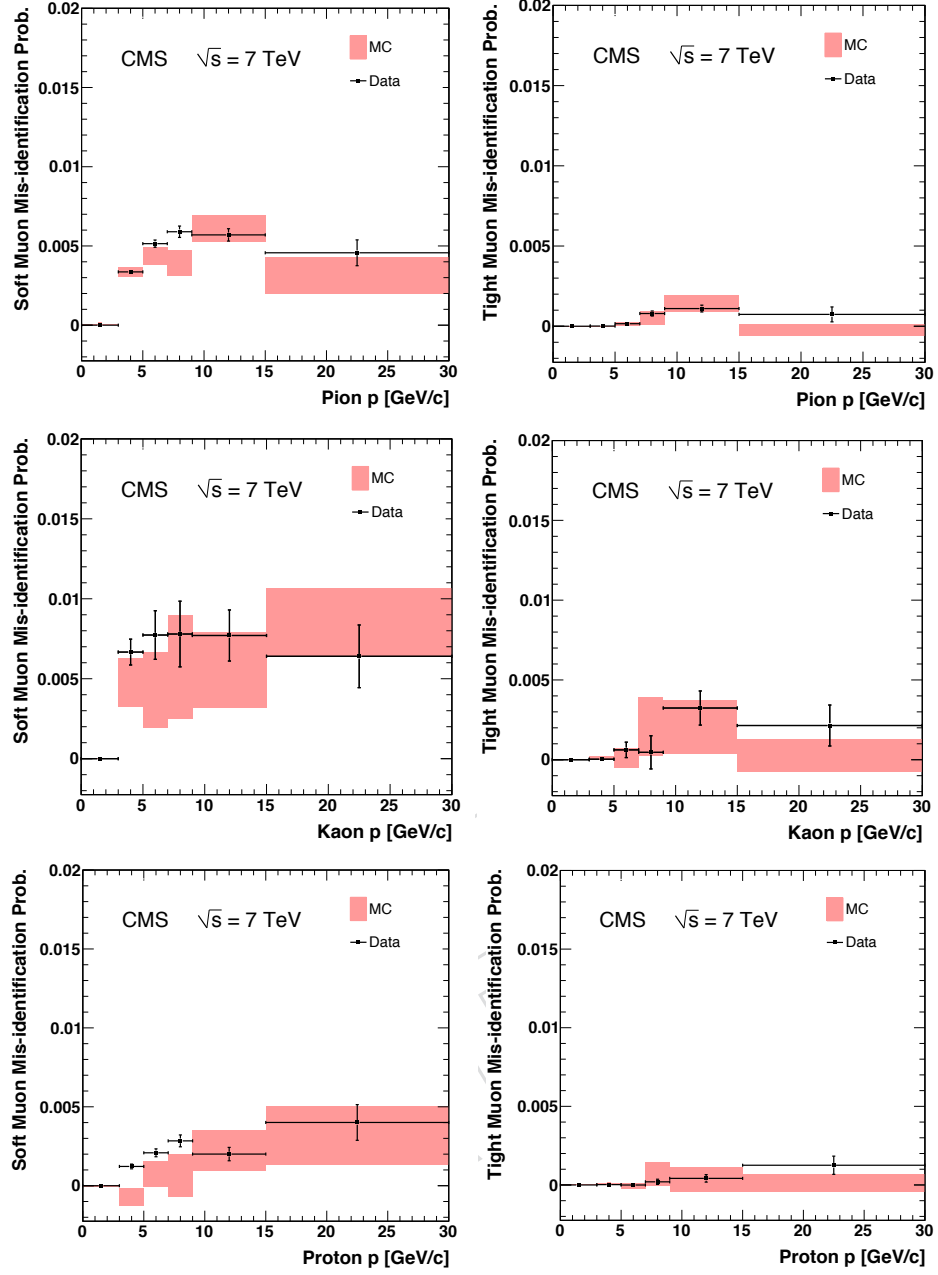 Soft Muon Mis-identification Prob.
0.02
0.015
0.01
0.005
0
CMS √s = 7 TeV
MC
Data
0 5 10 15 20 25 30
Pion p [GeV/c]
Tight Muon Mis-identification Prob.
0.02
0.015
0.01
0.005
0
CMS √s = 7 TeV
MC
Data
0 5 10 15 20 25 30
Pion p [GeV/c]
Soft Muon Mis-identification Prob.
0.02
0.015
0.01
0.005
0
CMS √s = 7 TeV
MC
Data
0 5 10 15 20 25 30
Kaon p [GeV/c]
Tight Muon Mis-identification Prob.
0.02
0.015
0.01
0.005
0
CMS √s = 7 TeV
MC
Data
0 5 10 15 20 25 30
Kaon p [GeV/c]
Soft Muon Mis-identification Prob.
0.02
0.015
0.01
0.005
0
CMS √s = 7 TeV
MC
Data
0 5 10 15 20 25 30
Proton p [GeV/c]
Tight Muon Mis-identification Prob.
0.02
0.015
0.01
0.005
0
CMS √s = 7 TeV
MC
Data
0 5 10 15 20 25 30
Proton p [GeV/c]